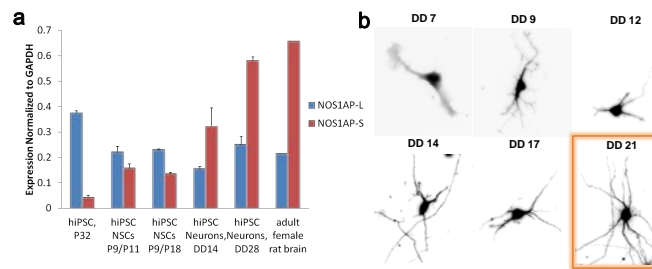 a
Expression Normalized to GAPDH
0.7
0.6
0.5
0.4
0.3
0.2
0.1
0
NOS1AP-L
NOS1AP-S
hiPSC, P32
hiPSC NSCs P9/P11
hiPSC NSCs P9/P18
hiPSC Neurons, DD14
hiPSC Neurons, DD28
adult female rat brain
b
DD 7
DD 9
DD 12
DD 14
DD 17
DD 21